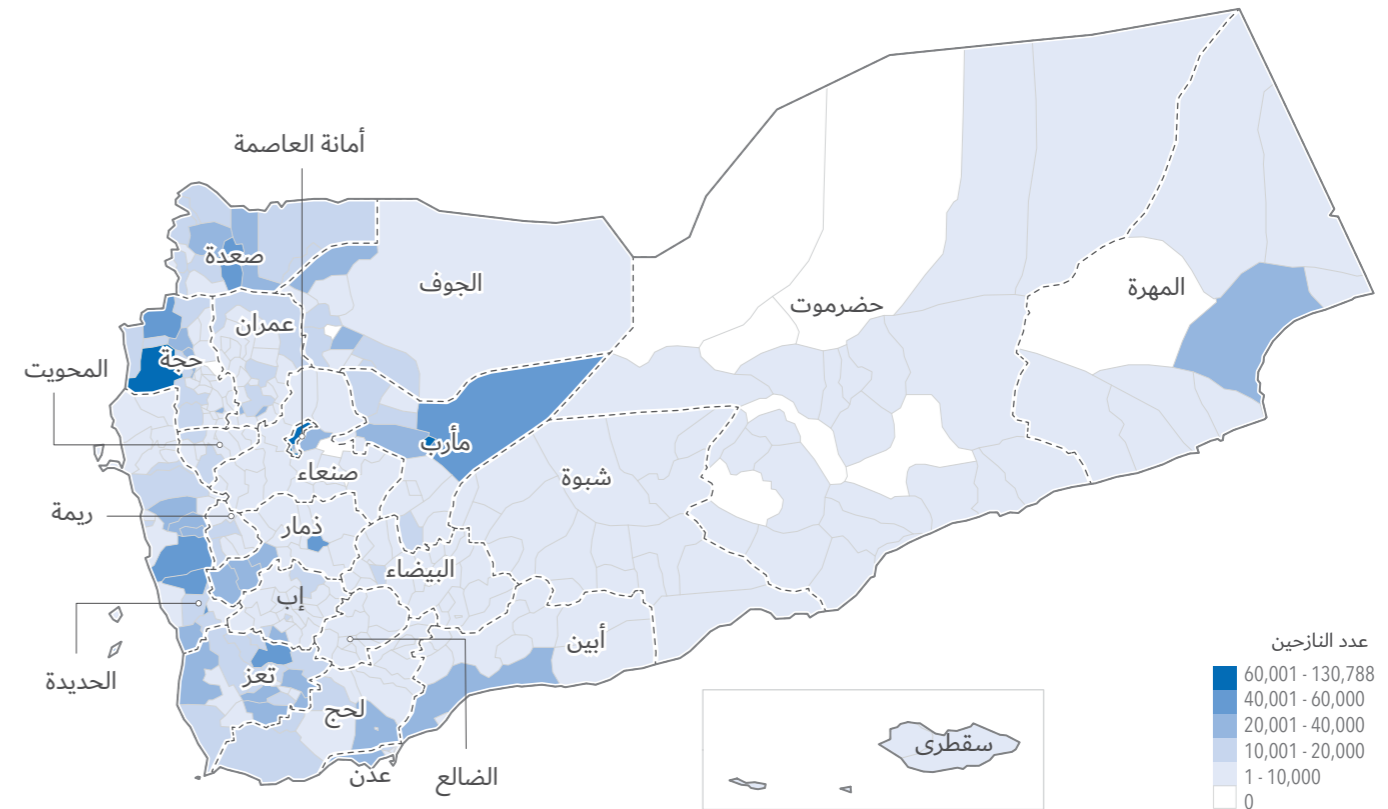 أمانة العاصمة
صعدة
الجوف
المهرة
حضرموت
عمران
حجة
المحويت
مأرب
صنعاء
شبوة
ريمة
ذمار
البيضاء
إب
أبين
عدد النازحين
الحديدة
تعز
60,001 - 130,788
40,001 - 60,000
لحج
20,001 - 40,000
سقطرى
10,001 - 20,000
عدن
الضالع
1 - 10,000
0